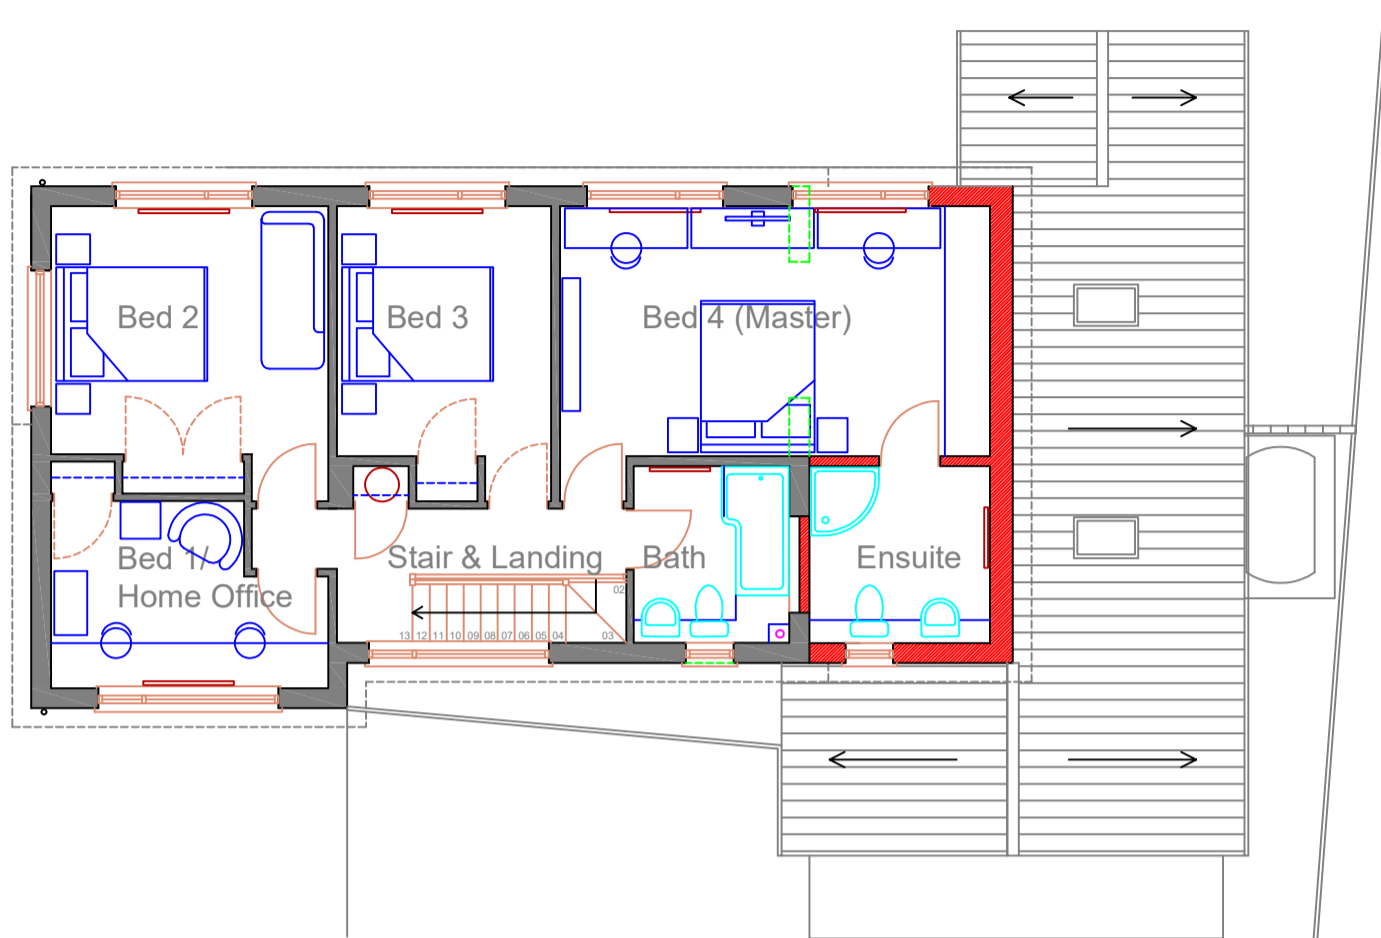 Bed 2
Bed 3
Bed 4 (Master)
Bed 1/
Home Office
Stair & Landing
Bath
Ensuite
02
13 12 11 10 09 08 07 06 05 04 03